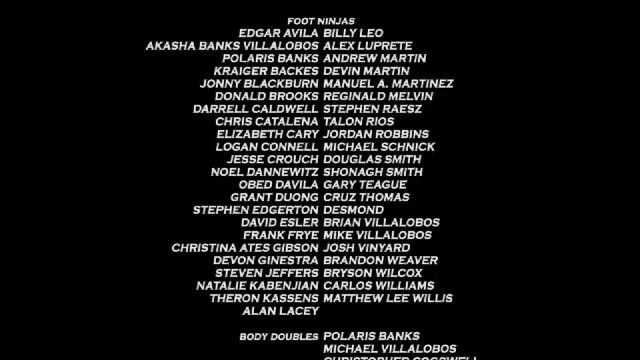 FOOT NINJAS
EDGAR AVILA BILLY LEO
AKASHA BANKS VILLALOBOS ALEX LUPRETE
POLARIS BANKS ANDREW MARTIN
KRAIGER BACKES DEVIN MARTIN
JONNY BLACKBURN MANUEL A. MARTINEZ
DONALD BROOKS REGINALD MELVIN
DARRELL CALDWELL STEPHEN RAESZ
CHRIS CATALENA TALON RIOS
ELIZABETH CARY JORDAN ROBBINS
LOGAN CONNELL MICHAEL SCHNICK
JESSE CROUCH DOUGLAS SMITH
NOEL DANNEWITZ SHONAGH SMITH
OBED DAVILA GARY TEAGUE
GRANT DUONG CRUZ THOMAS
STEPHEN EDGERTON DESMOND
DAVID ESLER BRIAN VILLALOBOS
FRANK FRYE MIKE VILLALOBOS
CHRISTINA ATES GIBSON JOSH VINYARD
DEVON GINESTRA BRANDON WEAVER
STEVEN JEFFERS BRYSON WILCOX
NATALIE KABENJIAN CARLOS WILLIAMS
THERON KASSENS MATTHEW LEE WILLIS
ALAN LACEY
BODY DOUBLES POLARIS BANKS
MICHAEL VILLALOBOS
CHRISTOPHER COGSWELL